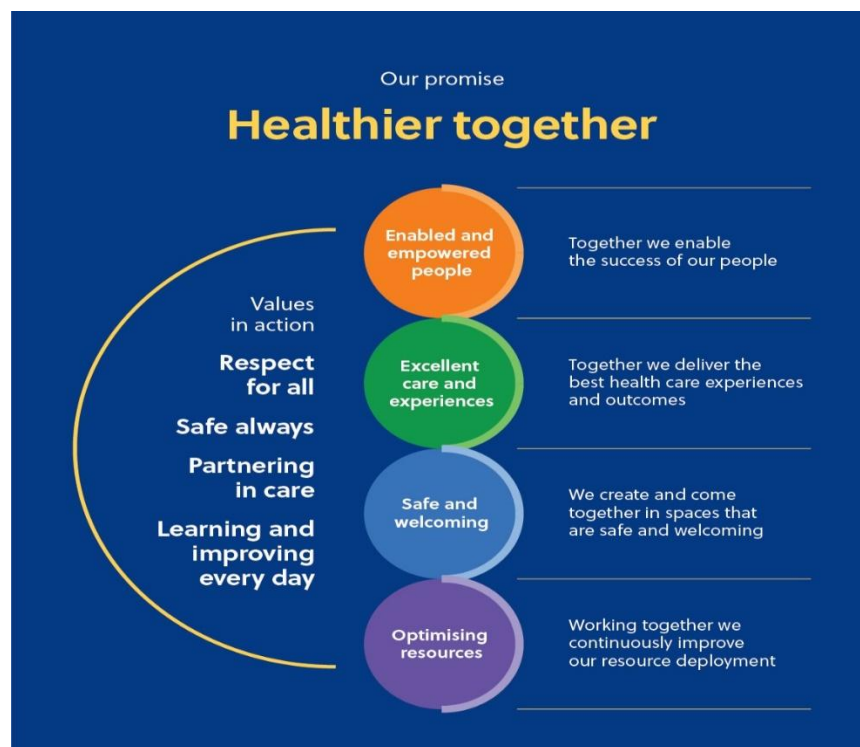 Our promise
Healthier together
Values
in action
Respect
for all
Safe always
Partnering
in care
Learning and
improving
every day
Enabled and
empowered
people
Together we enable
the success of our people
Excellent
care and
experiences
Together we deliver the
best health care experiences
and outcomes
Safe and
welcoming
We create and come
together in spaces that
are safe and welcoming
Optimising
resources
Working together we
continuously improve
our resource deployment